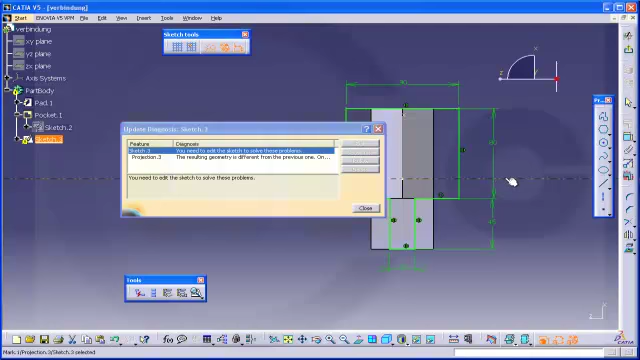 CATIA V5 - [verbindung]
Start ENOVIA V5 VPM File Edit View Insert Tools Window Help
verbindung
xy plane
yz plane
zx plane
Axis Systems
PartBody
Pad.1
Pocket.1
Sketch.2
Sketch tools
Update Diagnosis: Sketch.3
Feature Diagnosis
Sketch.3 You need to edit the sketch to solve these problems.
Projection.3 The resulting geometry is different from the previous one. On...
You need to edit the sketch to solve these problems.
Close
Tools
Mark.1/Projection.3/Sketch.3 selected
CATIA